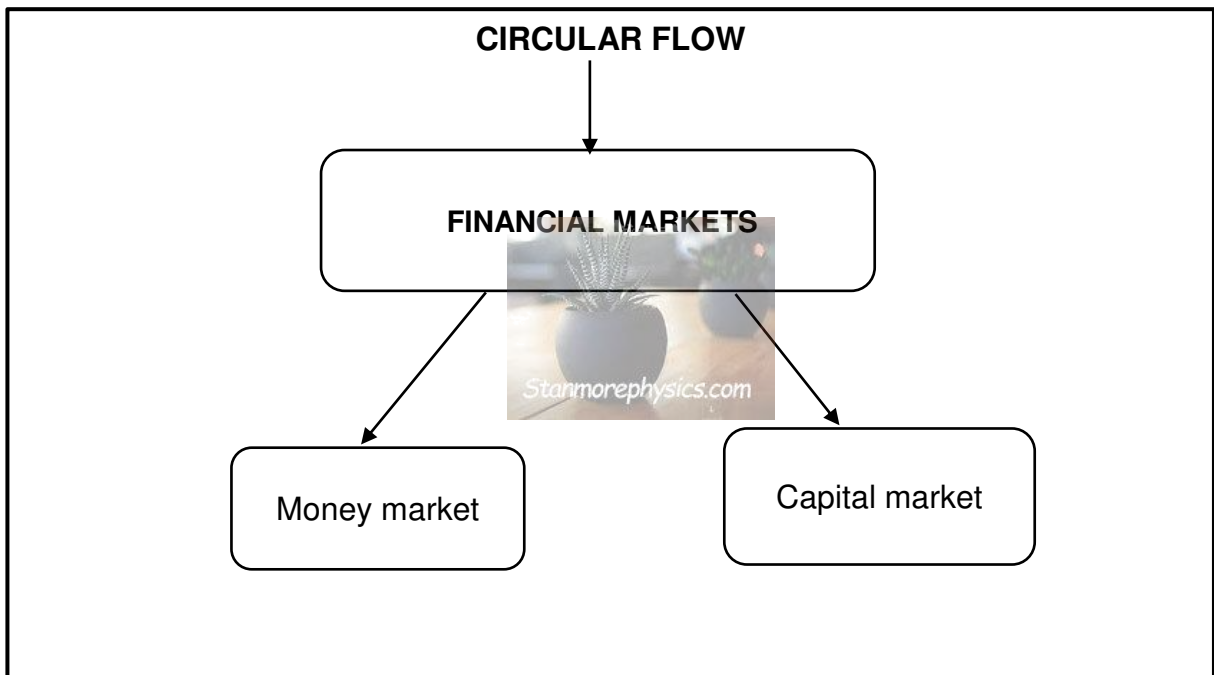 CIRCULAR FLOW
FINANCIAL MARKETS
Stanmorephysics.com
Money market
Capital market